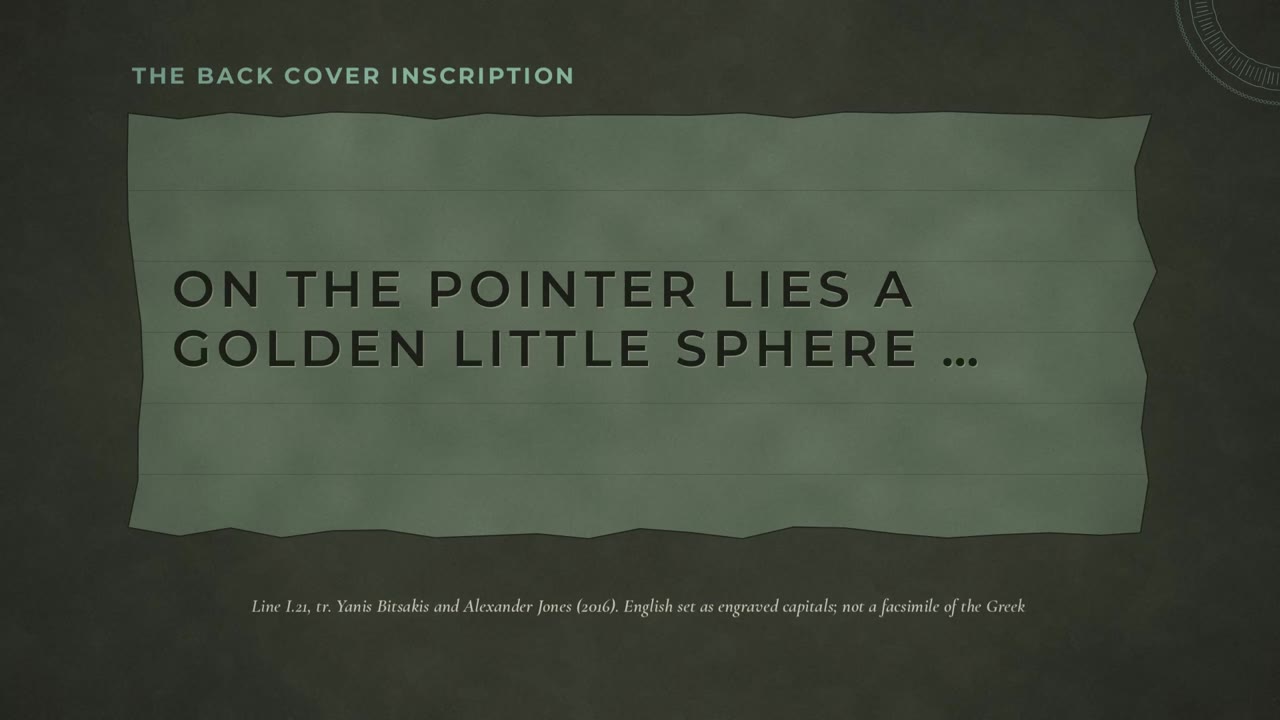 THE BACK COVER INSCRIPTION
ON THE POINTER LIES A
GOLDEN LITTLE SPHERE ...
Line I.21, tr. Yanis Bitsakis and Alexander Jones (2016). English set as engraved capitals; not a facsimile of the Greek